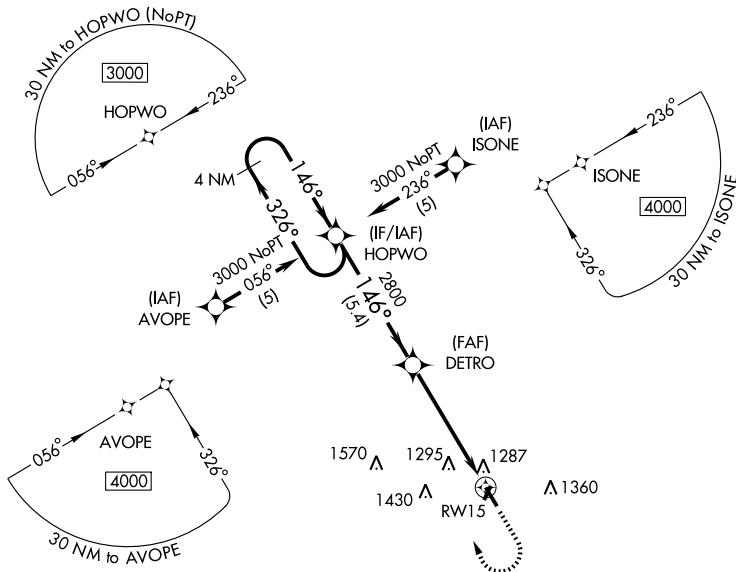 30 NM to HOPWO (NoPT)
3000
HOPWO
236°
056°
4 NM
146°
326°
(IAF)
ISONE
3000 NoPT
236°
(5)
(IF/IAF)
HOPWO
3000 NoPT
056°
(5)
(IAF)
AVOPE
2800
146°
(5.4)
(FAF)
DETRO
236°
ISONE
4000
326°
30 NM to ISONE
AVOPE
056°
326°
4000
30 NM to AVOPE
1570
1295
1287
1430
1360
RW15